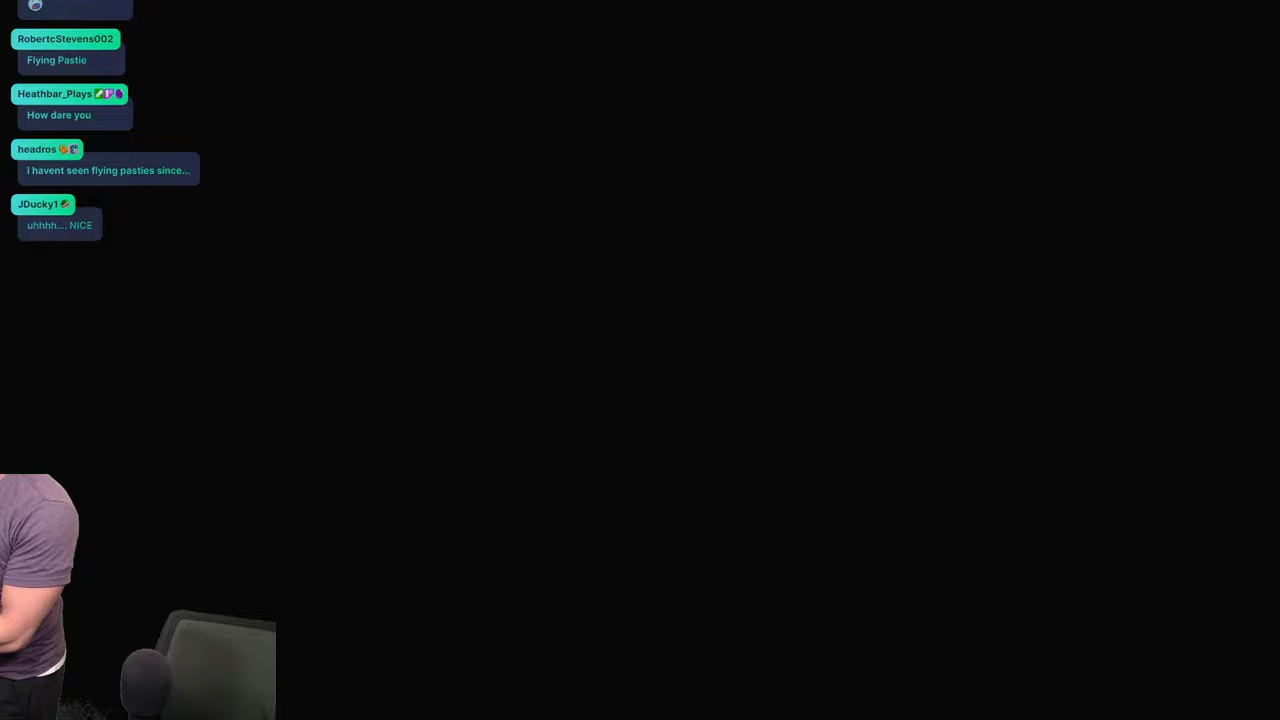 RobertcStevens002
Flying Pastie
Heathbar_Plays
How dare you
headros
i havent seen flying pasties since...
JDucky1
uhhhh.... NICE